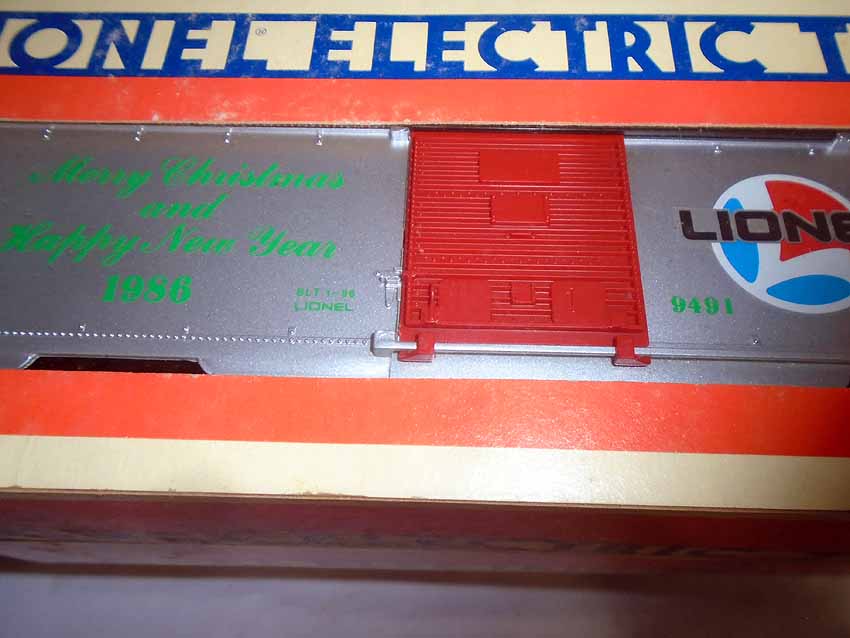 ONEL ELECTRIC T
®
Merry Christmas
and
Happy New Year
1986
BLT 1-86
LIONEL
9491
LIONE